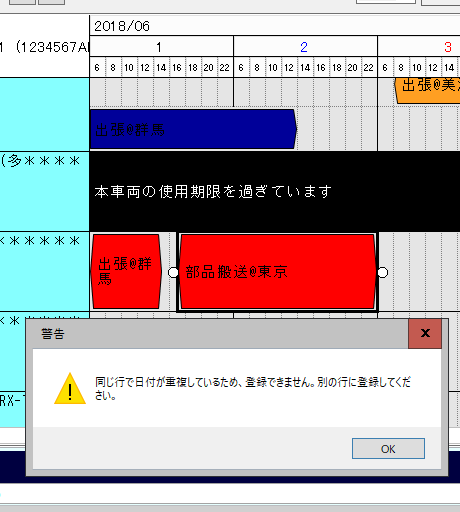 2018/06
(1234567A
1 2 3
6 8 10 12 14 16 18 20 22 6 8 10 12 14 16 18 20 22 6 8 10 12 14
出張@美
出張@群馬
(多＊＊＊＊
本車両の使用期限を過ぎています
＊＊＊＊＊
出張@群
馬
部品搬送@東京
警告
x
同じ行で日付が重複しているため、登録できません。別の行に登録してくだ
さい。
RX-
OK